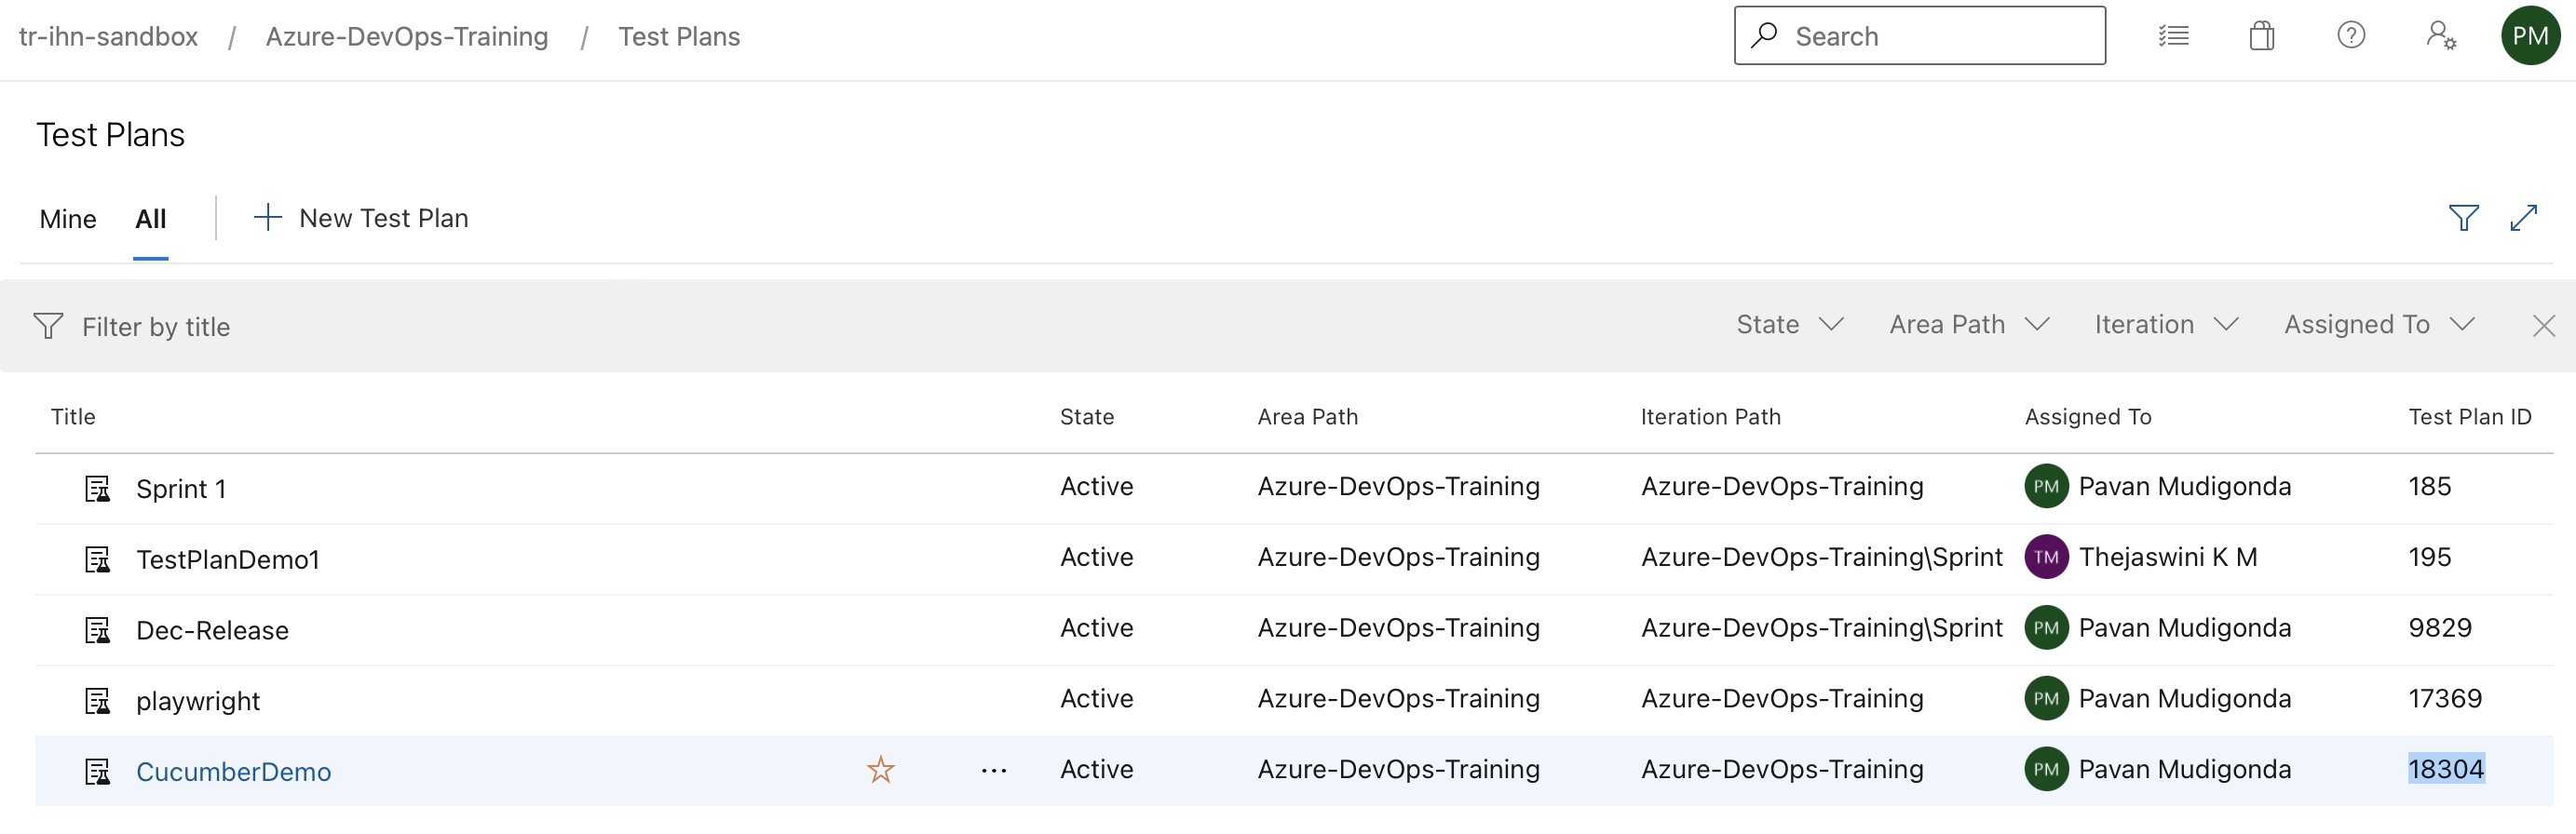 tr-ihn-sandbox / Azure-DevOps-Training / Test Plans Search PM
Test Plans
Mine All New Test Plan
Filter by title State Area Path Iteration Assigned To
Title State Area Path Iteration Path Assigned To Test Plan ID
Sprint 1 Active Azure-DevOps-Training Azure-DevOps-Training PM Pavan Mudigonda 185
TestPlanDemo1 Active Azure-DevOps-Training Azure-DevOps-Training\Sprint TM Thejaswini K M 195
Dec-Release Active Azure-DevOps-Training Azure-DevOps-Training\Sprint PM Pavan Mudigonda 9829
playwright Active Azure-DevOps-Training Azure-DevOps-Training PM Pavan Mudigonda 17369
CucumberDemo ... Active Azure-DevOps-Training Azure-DevOps-Training PM Pavan Mudigonda 18304